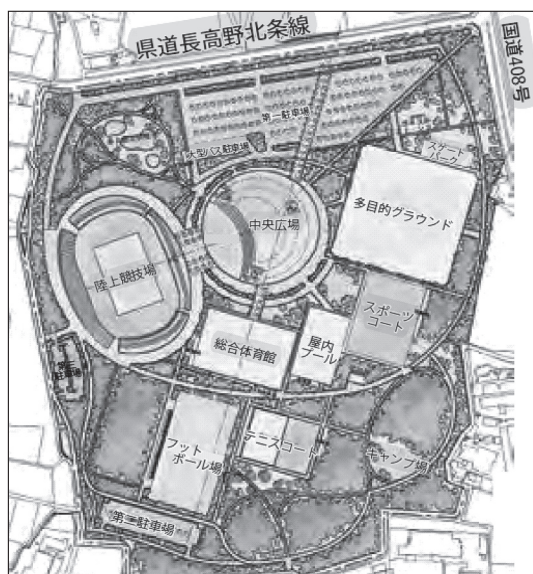 県道長高野北条線
国道408号
第一駐車場
大型バス駐車場
スケート
パーク
多目的グラウンド
中央広場
陸上競技場
スポーツ
コート
総合体育館
屋内
プール
駐車場
フット
ボール場
テニスコート
キャンプ場
第二駐車場